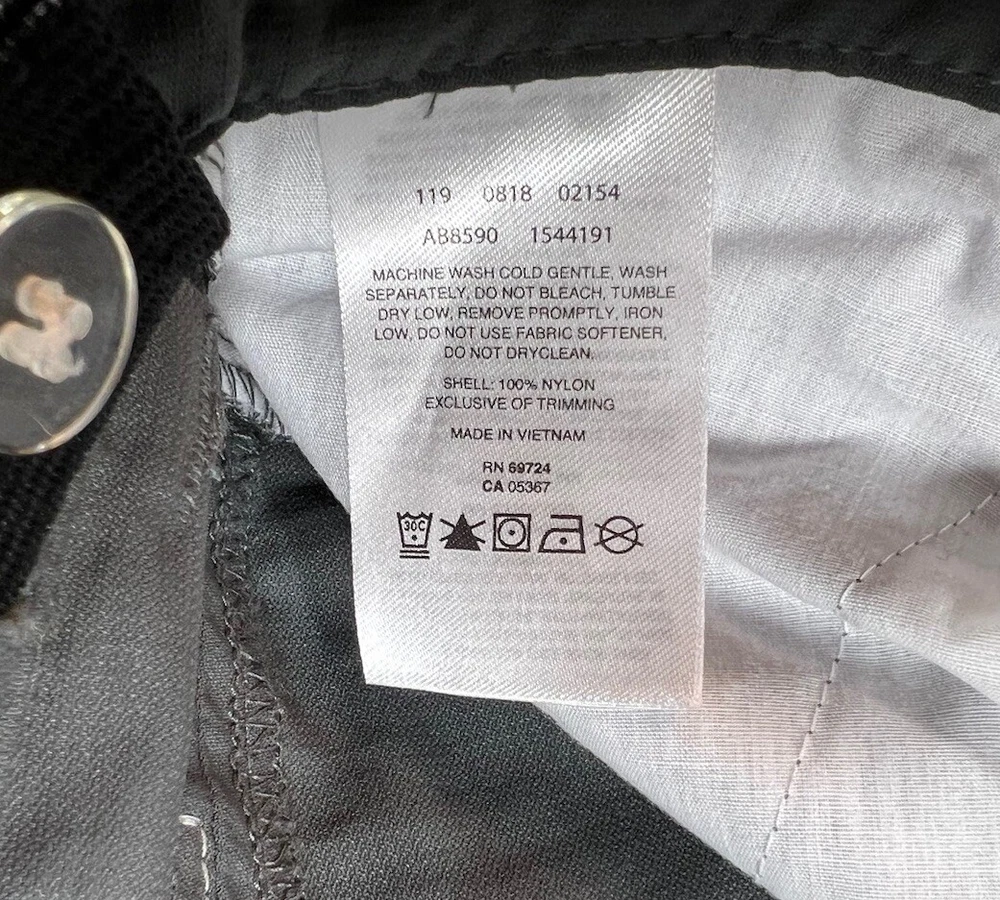 119 0818 02154
AB8590 1544191
MACHINE WASH COLD GENTLE, WASH
SEPARATELY, DO NOT BLEACH, TUMBLE
DRY LOW, REMOVE PROMPTLY, IRON
LOW, DO NOT USE FABRIC SOFTENER,
DO NOT DRYCLEAN.
SHELL: 100% NYLON
EXCLUSIVE OF TRIMMING
MADE IN VIETNAM
RN 69724
CA 05367
30C